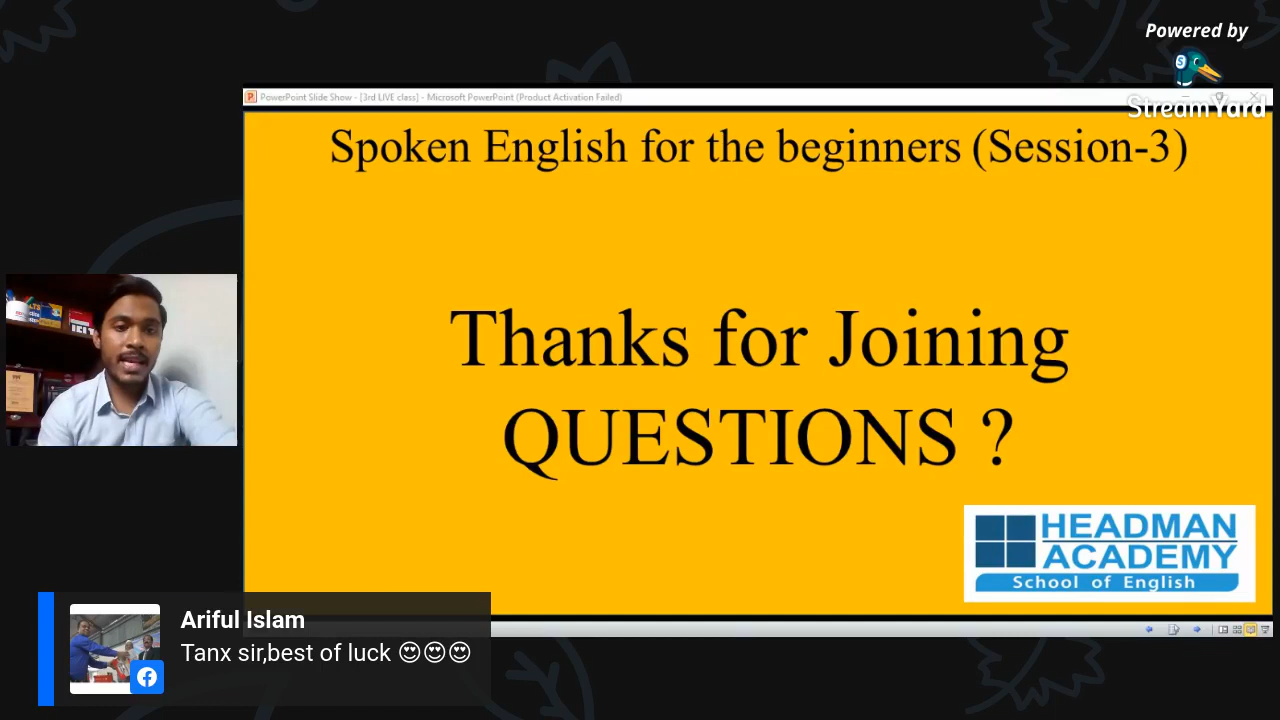 Powered by
StreamYard
PowerPoint Slide Show - [3rd LIVE class] - Microsoft PowerPoint (Product Activation Failed)
Spoken English for the beginners (Session-3)
Thanks for Joining
QUESTIONS ?
HEADMAN
ACADEMY
School of English
Ariful Islam
Tanx sir,best of luck 😍😍😍